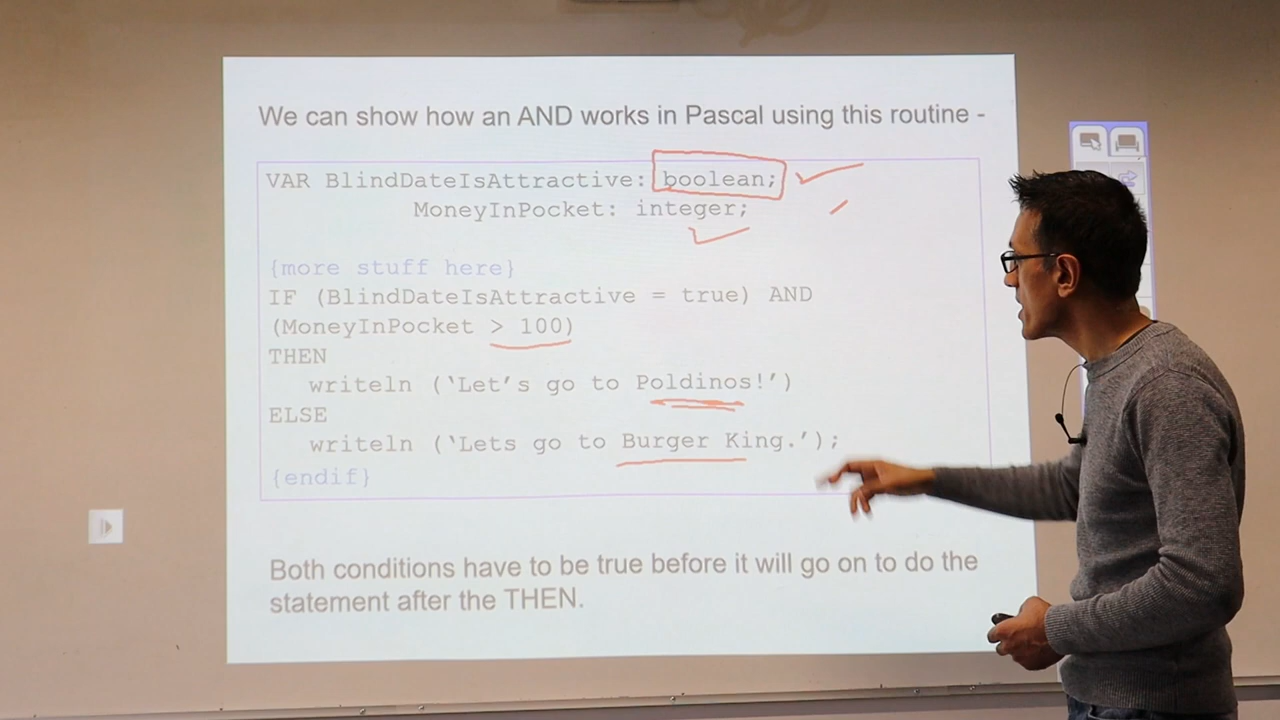 We can show how an AND works in Pascal using this routine -
VAR BlindDateIsAttractive: boolean;
MoneyInPocket: integer;
{more stuff here}
IF (BlindDateIsAttractive = true) AND
(MoneyInPocket > 100)
THEN
writeln (‘Let’s go to Poldinos!’)
ELSE
writeln (‘Lets go to Burger King.’);
{endif}
Both conditions have to be true before it will go on to do the
statement after the THEN.